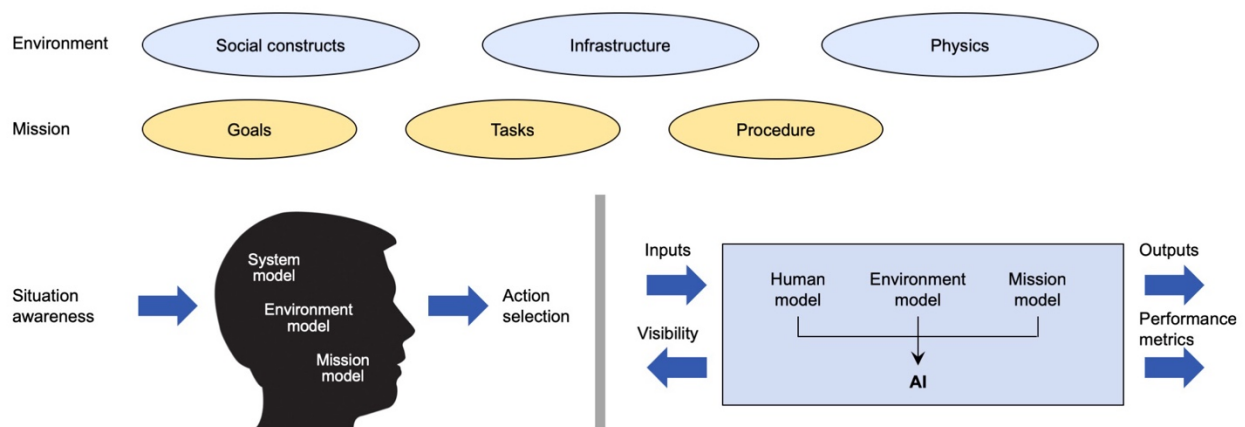 Environment
Social constructs
Infrastructure
Physics
Mission
Goals
Tasks
Procedure
Situation
awareness
System
model
Environment
model
Mission
model
Action
selection
Inputs
Visibility
Human
model
Environment
model
Mission
model
AI
Outputs
Performance
metrics